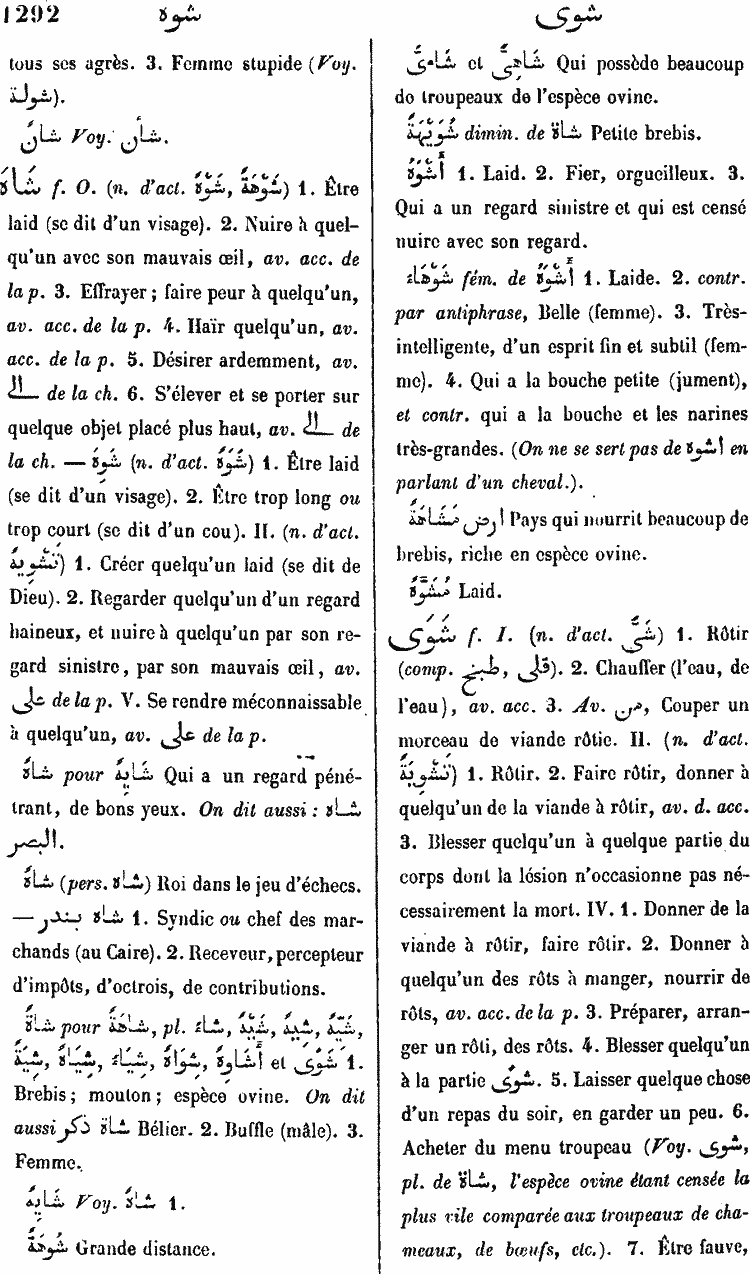 1292 شوه شوى
tous ses agrès. 3. Femme stupide (Voy.
شولة).
شانٌ Voy. شأن.
شَاهَ f. O. (n. d'act. شَوْهٌ, شَوْهَةٌ) 1. Être
laid (se dit d'un visage). 2. Nuire à quel-
qu'un avec son mauvais œil, av. acc. de
la p. 3. Effrayer; faire peur à quelqu'un,
av. acc. de la p. 4. Haïr quelqu'un, av.
acc. de la p. 5. Désirer ardemment, av.
الى de la ch. 6. S'élever et se porter sur
quelque objet placé plus haut, av. الى de
la ch. — شَوِهَ (n. d'act. شَوَهٌ) 1. Être laid
(se dit d'un visage). 2. Être trop long ou
trop court (se dit d'un cou). II. (n. d'act.
تَشْوِيهٌ) 1. Créer quelqu'un laid (se dit de
Dieu). 2. Regarder quelqu'un d'un regard
haineux, et nuire à quelqu'un par son re-
gard sinistre, par son mauvais œil, av.
على de la p. V. Se rendre méconnaissable
à quelqu'un, av. على de la p.
شَاهٌ pour شَايِهٌ Qui a un regard péné-
trant, de bons yeux. On dit aussi : شاه
البصر.
شَاهٌ (pers. شاه) Roi dans le jeu d'échecs.
— شاه بندر 1. Syndic ou chef des mar-
chands (au Caire). 2. Receveur, percepteur
d'impôts, d'octrois, de contributions.
شَاةٌ pour شَاهَةٌ, pl. شَاءٌ,
et شَوًى 1.
Brebis; mouton; espèce ovine. On dit
aussi شاة ذكر Bélier. 2. Buffle (mâle). 3.
Femme.
شَايِهٌ Voy. شَاهٌ 1.
شُوهَةٌ Grande distance.
شَاوِىٌّ et شَاهِىٌّ Qui possède beaucoup
de troupeaux de l'espèce ovine.
شُوَيْهَةٌ dimin. de شاة Petite brebis.
أَشْوَهُ 1. Laid. 2. Fier, orgueilleux. 3.
Qui a un regard sinistre et qui est censé
nuire avec son regard.
شَوْهَاءُ fém. de أَشْوَهُ 1. Laide. 2. contr.
par antiphrase, Belle (femme). 3. Très-
intelligente, d'un esprit fin et subtil (fem-
me). 4. Qui a la bouche petite (jument),
et contr. qui a la bouche et les narines
très-grandes. (On ne se sert pas de أشوه en
parlant d'un cheval.).
ارض مَشَاهَةٌ Pays qui nourrit beaucoup de
brebis, riche en espèce ovine.
مُشَوَّهٌ Laid.
شَوَى f. I. (n. d'act. شَىٌّ) 1. Rôtir
(comp. طبخ, قلى). 2. Chauffer (l'eau, de
l'eau), av. acc. 3. Av. من, Couper un
morceau de viande rôtie. II. (n. d'act.
تَشْوِيَةٌ) 1. Rôtir. 2. Faire rôtir, donner à
quelqu'un de la viande à rôtir, av. d. acc.
3. Blesser quelqu'un à quelque partie du
corps dont la lésion n'occasionne pas né-
cessairement la mort. IV. 1. Donner de la
viande à rôtir, faire rôtir. 2. Donner à
quelqu'un des rôts à manger, nourrir de
rôts, av. acc. de la p. 3. Préparer, arran-
ger un rôti, des rôts. 4. Blesser quelqu'un
à la partie شَوًى. 5. Laisser quelque chose
d'un repas du soir, en garder un peu. 6.
Acheter du menu troupeau (Voy. شوى,
pl. de شاة, l'espèce ovine étant censée la
plus vile comparée aux troupeaux de cha-
meaux, de bœufs, etc.). 7. Être fauve,